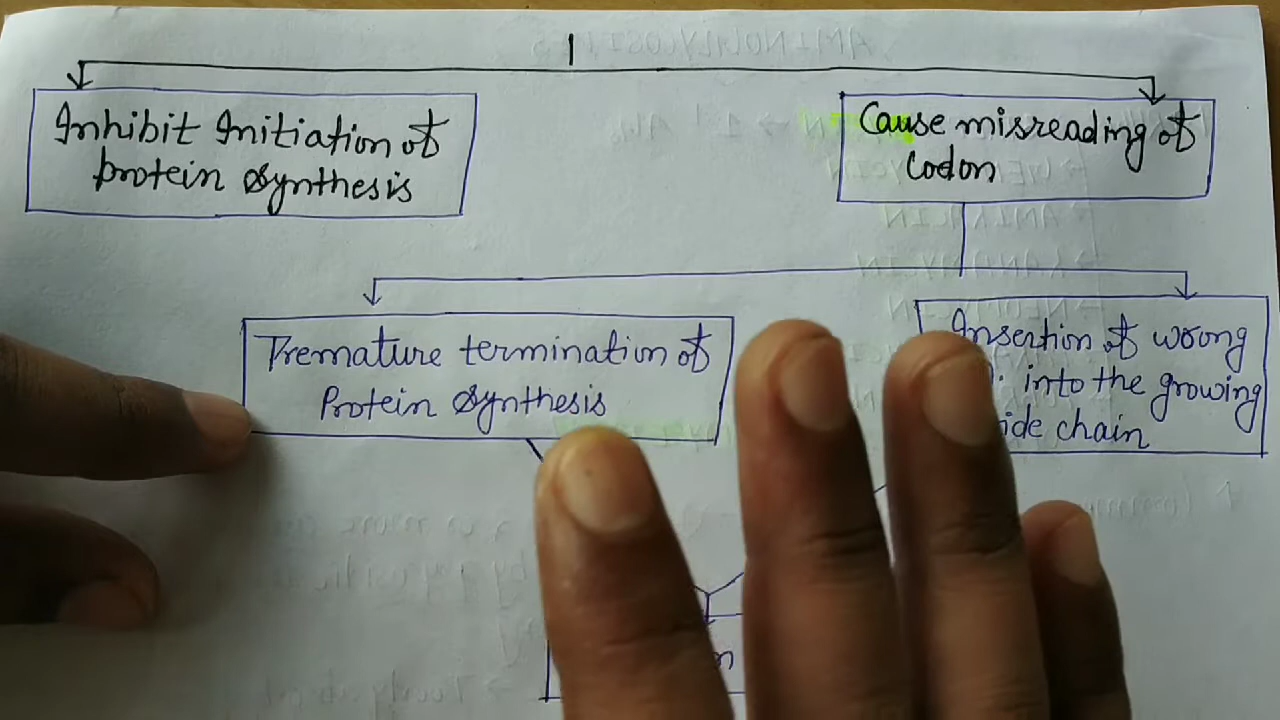 Inhibit Initiation of
protein synthesis
Cause misreading of
Codon
Premature termination of
Protein synthesis
Insertion of wrong
into the growing
chain